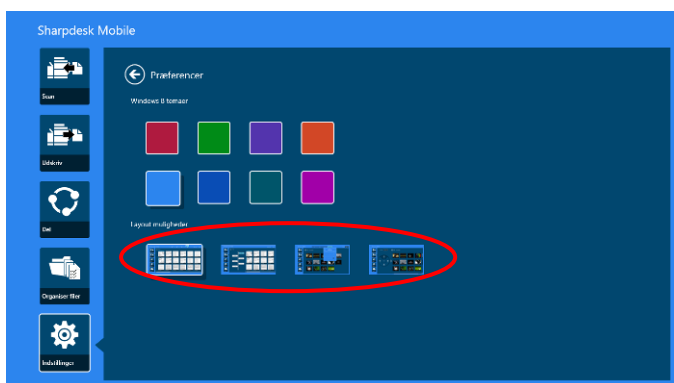 Sharpdesk Mobile
Scan
Præferencer
Windows 8 temaer
Udskriv
Del
Layout muligheder
Organiser filer
Indstillinger